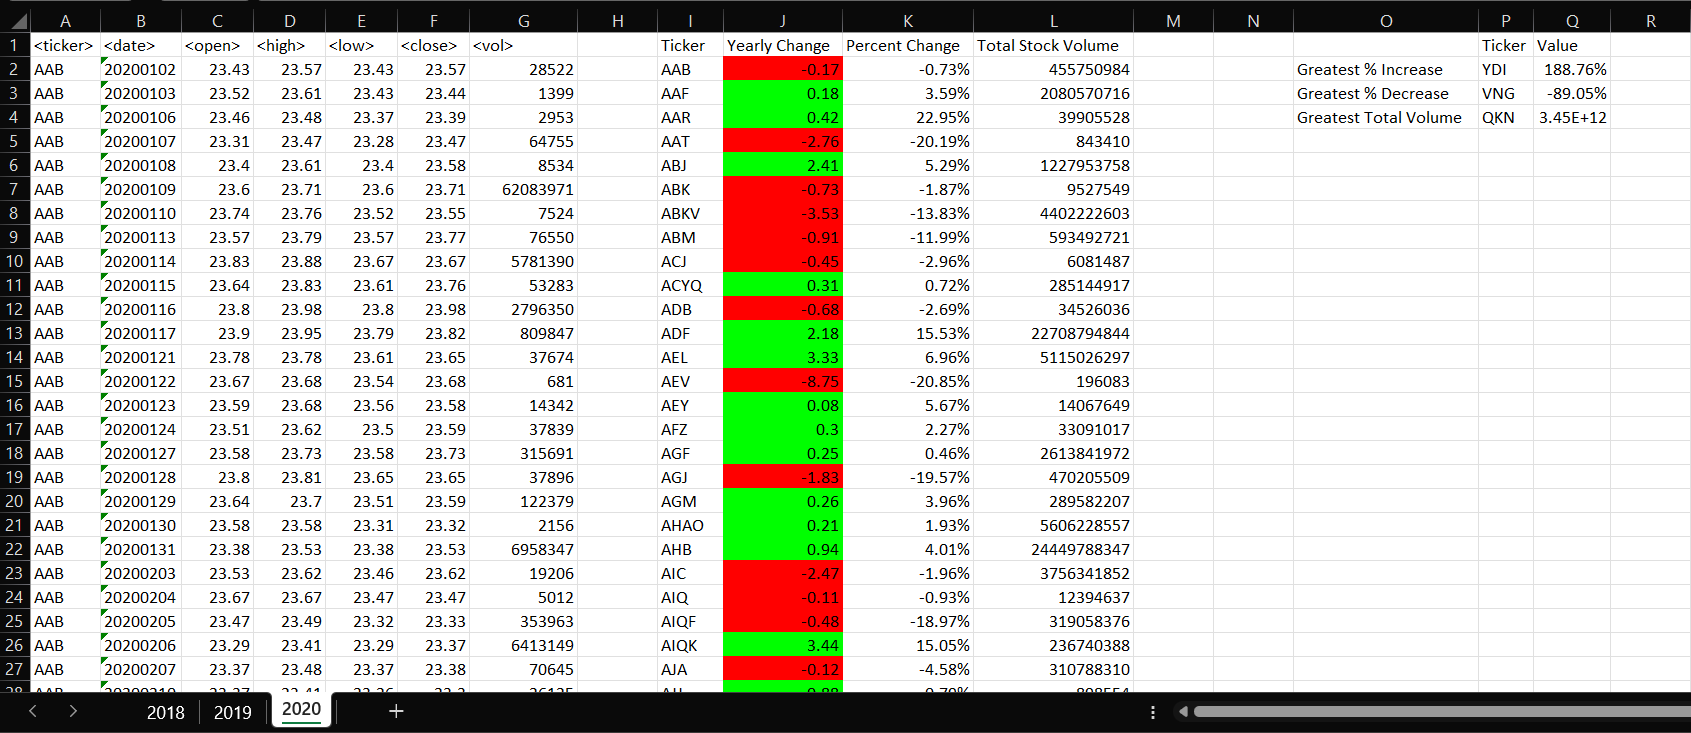 A B C D E F G H I J K L M N O P Q R
1 <ticker> <date> <open> <high> <low> <close> <vol> Ticker Yearly Change Percent Change Total Stock Volume Ticker Value
2 AAB 20200102 23.43 23.57 23.43 23.57 28522 AAB -0.17 -0.73% 455750984 Greatest % Increase YDI 188.76%
3 AAB 20200103 23.52 23.61 23.43 23.44 1399 AAF 0.18 3.59% 2080570716 Greatest % Decrease VNG -89.05%
4 AAB 20200106 23.46 23.48 23.37 23.39 2953 AAR 0.42 22.95% 39905528 Greatest Total Volume QKN 3.45E+12
5 AAB 20200107 23.31 23.47 23.28 23.47 64755 AAT -2.76 -20.19% 843410
6 AAB 20200108 23.4 23.61 23.4 23.58 8534 ABJ 2.41 5.29% 1227953758
7 AAB 20200109 23.6 23.71 23.6 23.71 62083971 ABK -0.73 -1.87% 9527549
8 AAB 20200110 23.74 23.76 23.52 23.55 7524 ABKV -3.53 -13.83% 4402222603
9 AAB 20200113 23.57 23.79 23.57 23.77 76550 ABM -0.91 -11.99% 593492721
10 AAB 20200114 23.83 23.88 23.67 23.67 5781390 ACJ -0.45 -2.96% 6081487
11 AAB 20200115 23.64 23.83 23.61 23.76 53283 ACYQ 0.31 0.72% 285144917
12 AAB 20200116 23.8 23.98 23.8 23.98 2796350 ADB -0.68 -2.69% 34526036
13 AAB 20200117 23.9 23.95 23.79 23.82 809847 ADF 2.18 15.53% 22708794844
14 AAB 20200121 23.78 23.78 23.61 23.65 37674 AEL 3.33 6.96% 5115026297
15 AAB 20200122 23.67 23.68 23.54 23.68 681 AEV -8.75 -20.85% 196083
16 AAB 20200123 23.59 23.68 23.56 23.58 14342 AEY 0.08 5.67% 14067649
17 AAB 20200124 23.51 23.62 23.5 23.59 37839 AFZ 0.3 2.27% 33091017
18 AAB 20200127 23.58 23.73 23.58 23.73 315691 AGF 0.25 0.46% 2613841972
19 AAB 20200128 23.8 23.81 23.65 23.65 37896 AGJ -1.83 -19.57% 470205509
20 AAB 20200129 23.64 23.7 23.51 23.59 122379 AGM 0.26 3.96% 289582207
21 AAB 20200130 23.58 23.58 23.31 23.32 2156 AHAO 0.21 1.93% 5606228557
22 AAB 20200131 23.38 23.53 23.38 23.53 6958347 AHB 0.94 4.01% 24449788347
23 AAB 20200203 23.53 23.62 23.46 23.62 19206 AIC -2.47 -1.96% 3756341852
24 AAB 20200204 23.67 23.67 23.47 23.47 5012 AIQ -0.11 -0.93% 12394637
25 AAB 20200205 23.47 23.49 23.32 23.33 353963 AIQF -0.48 -18.97% 319058376
26 AAB 20200206 23.29 23.41 23.29 23.37 6413149 AIQK 3.44 15.05% 236740388
27 AAB 20200207 23.37 23.48 23.37 23.38 70645 AJA -0.12 -4.58% 310788310
2018 2019 2020